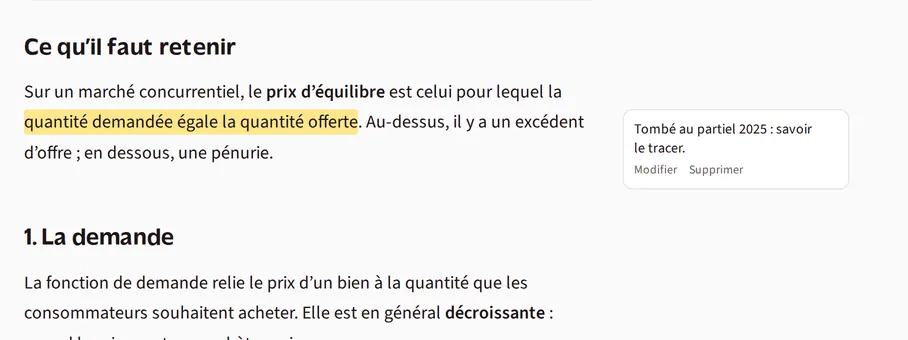 Ce qu’il faut retenir
Sur un marché concurrentiel, le prix d’équilibre est celui pour lequel la
quantité demandée égale la quantité offerte. Au-dessus, il y a un excédent
d’offre ; en dessous, une pénurie.
Tombé au partiel 2025 : savoir
le tracer.
Modifier Supprimer
1. La demande
La fonction de demande relie le prix d’un bien à la quantité que les
consommateurs souhaitent acheter. Elle est en général décroissante :